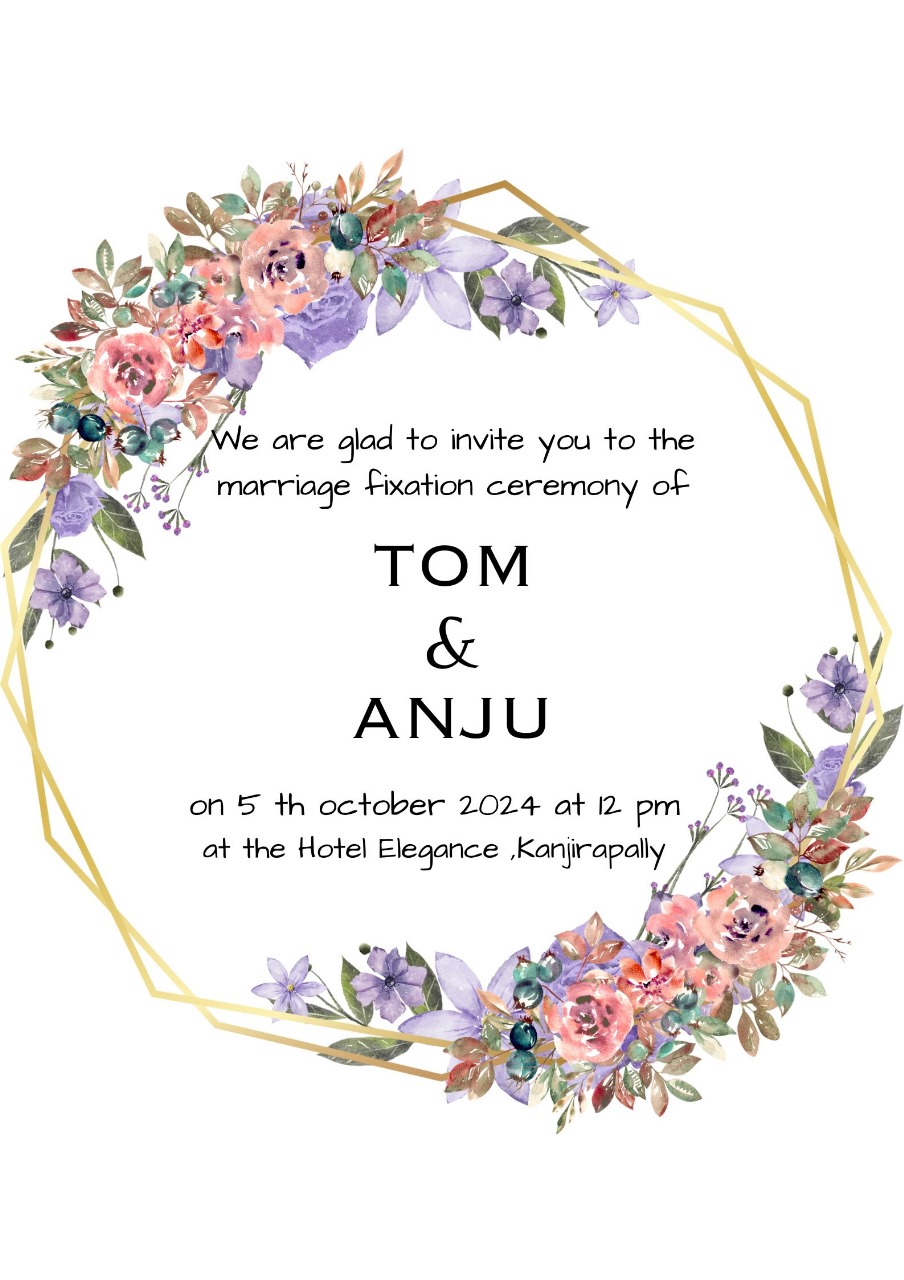 We are glad to invite you to the
marriage fixation ceremony of
TOM
&
ANJU
on 5 th october 2024 at 12 pm
at the Hotel Elegance ,Kanjirapally